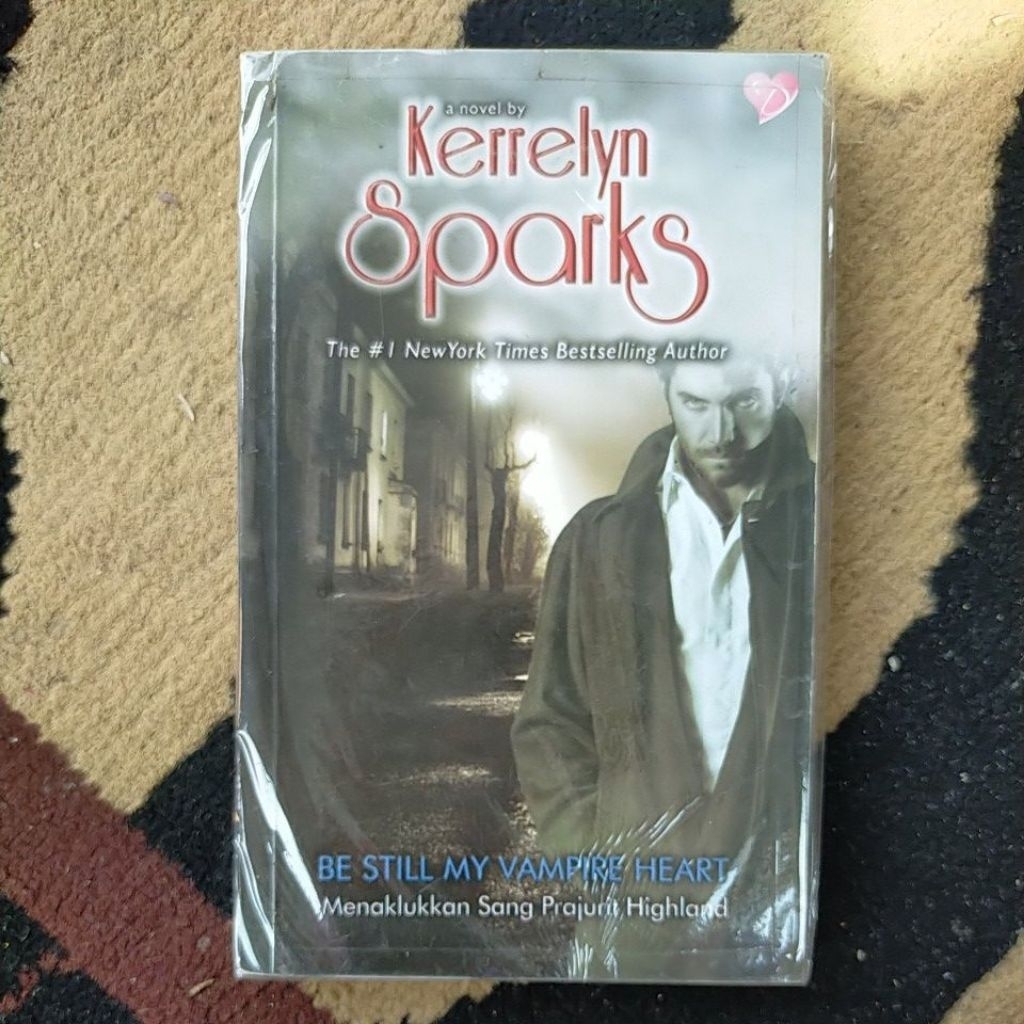 a novel by
Kerrelyn
Sparks
The #1 NewYork Times Bestselling Author
BE STILL MY VAMPIRE HEART
Menaklukkan Sang Prajurit Highland